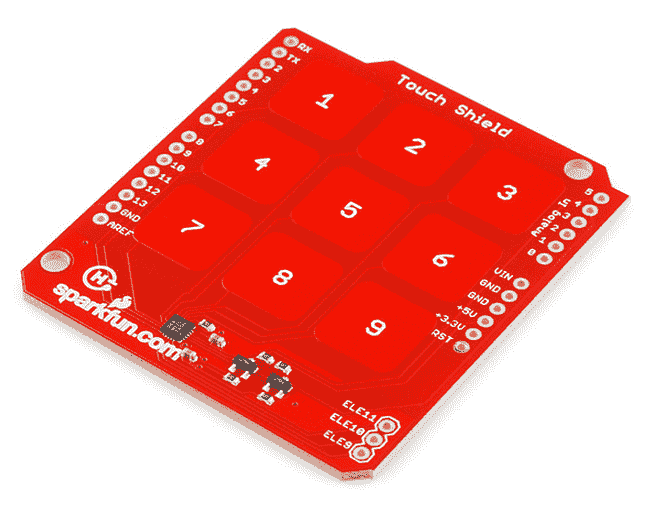 Touch Shield
RX
TX
2
3
4
5
6
7
8
9
10
11
12
13
GND
AREF
1
2
3
4
5
6
7
8
9
5
4
3
2
1
0
Analog in
VIN
GND
GND
+5V
+3.3V
RST
H
sparkfun.com
ELE11
ELE10
ELE9